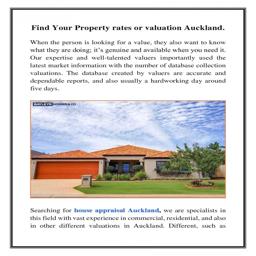 Find Your Property rates or valuation Auckland.
When the person is looking for a value, they also want to know
what they are doing; it's genuine and available when you need it.
Our expertise and well-talented valuers importantly used the
latest market information with the number of database collection
valuations. The database created by valuers are accurate and
dependable reports, and also usually a hardworking day around
five days.
Searching for house appraisal Auckland, we are specialists in
this field with vast experience in commercial, residential, and also
in other different valuations in Auckland. Different, such as